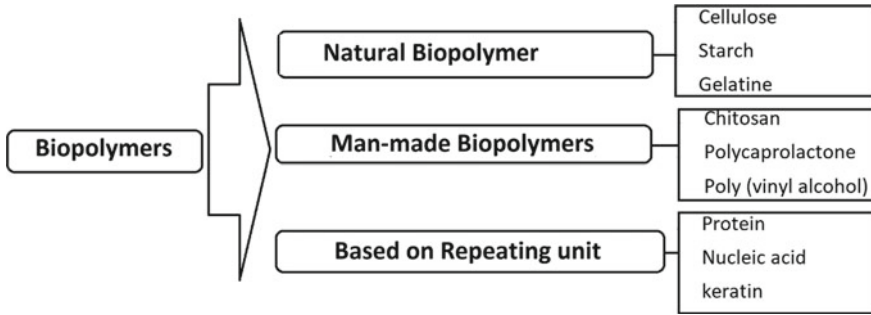 Biopolymers
Natural Biopolymer
Cellulose
Starch
Gelatine
Man-made Biopolymers
Chitosan
Polycaprolactone
Poly (vinyl alcohol)
Based on Repeating unit
Protein
Nucleic acid
keratin